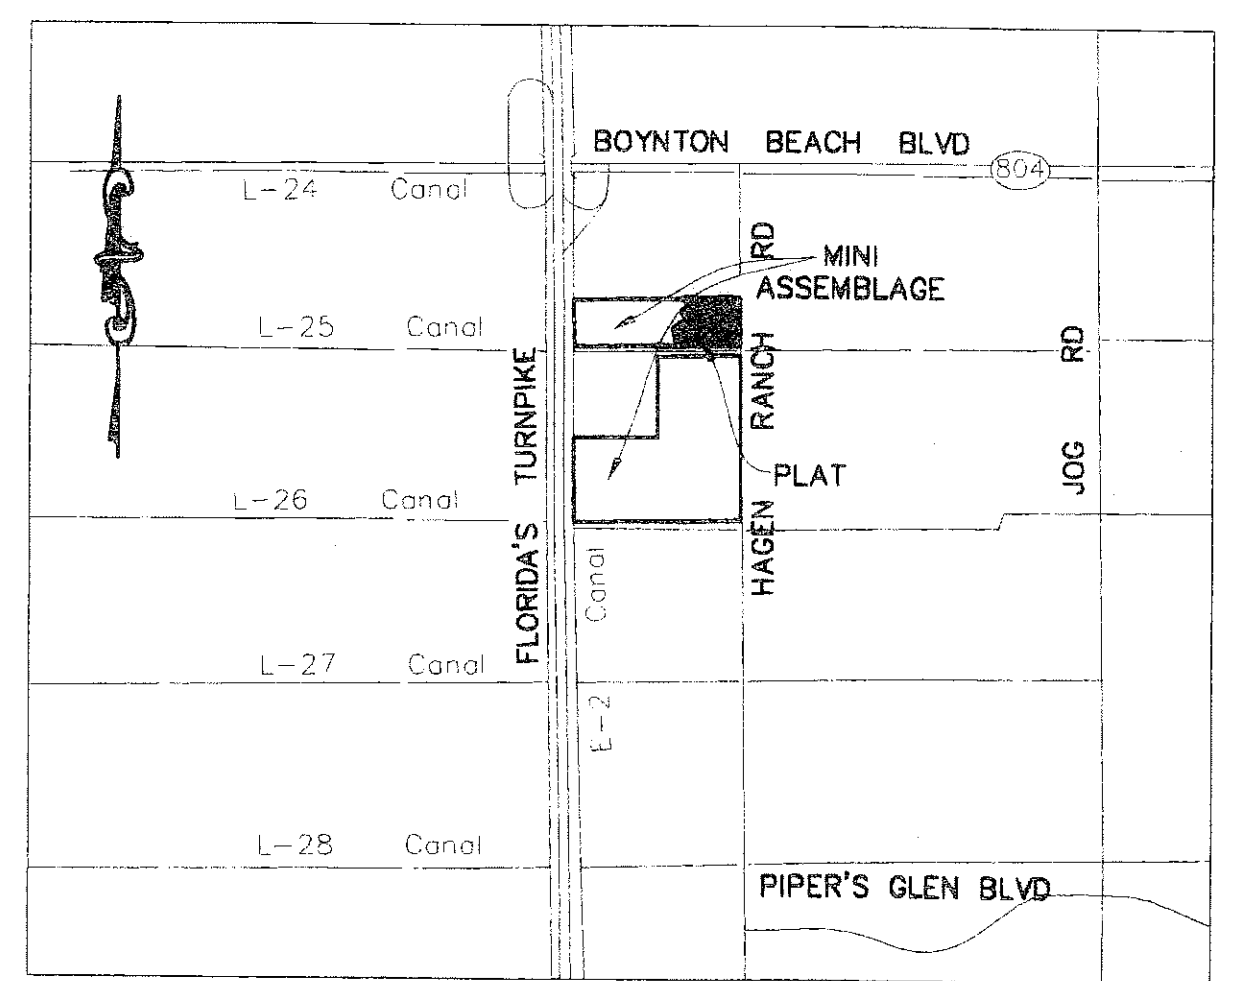 BOYNTON BEACH BLVD
804
L-24 Canal
MINI
ASSEMBLAGE
L-25 Canal
FLORIDA'S TURNPIKE
HAGEN RANCH RD
JOG RD
PLAT
L-26 Canal
E-2 Canal
L-27 Canal
L-28 Canal
PIPER'S GLEN BLVD